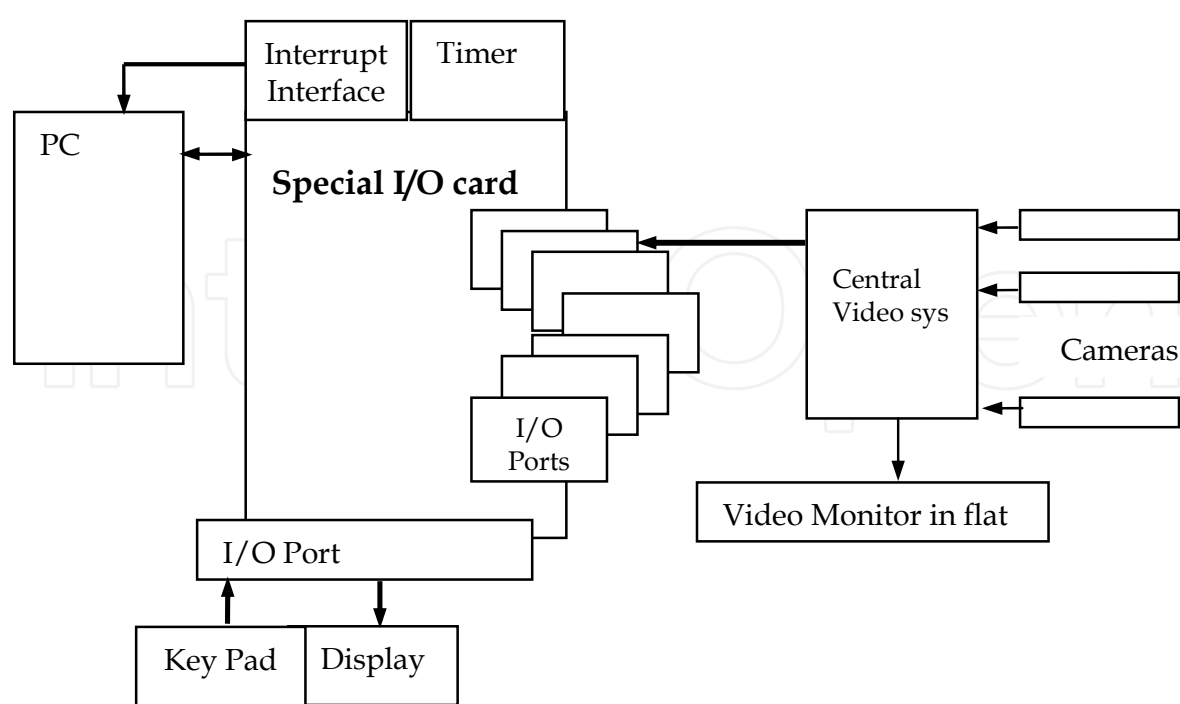 Interrupt
Interface
Timer
PC
Special I/O card
Central
Video sys
Cameras
I/O
Ports
Video Monitor in flat
I/O Port
Key Pad
Display